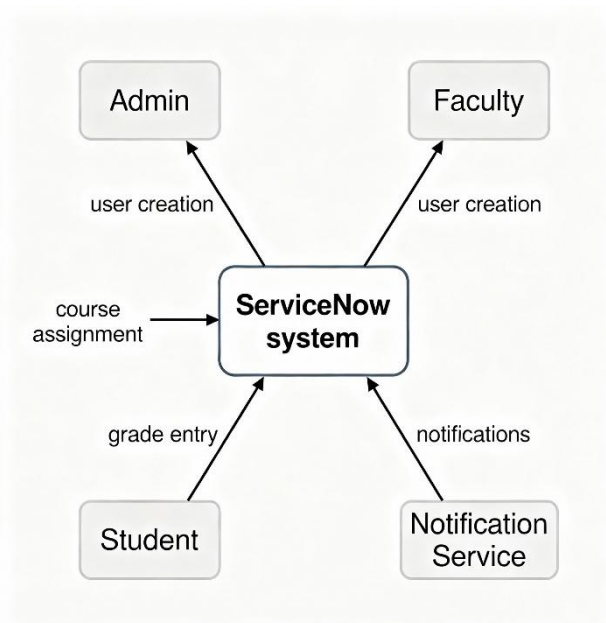 Admin
Faculty
user creation
user creation
ServiceNow
system
course
assignment
grade entry
notifications
Student
Notification
Service